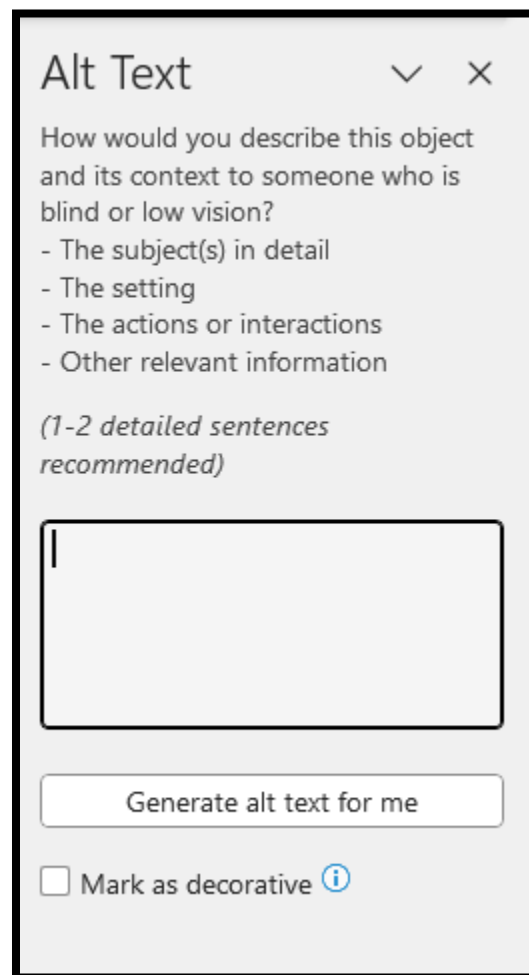 Alt Text
How would you describe this object
and its context to someone who is
blind or low vision?
- The subject(s) in detail
- The setting
- The actions or interactions
- Other relevant information
(1-2 detailed sentences
recommended)
Generate alt text for me
Mark as decorative